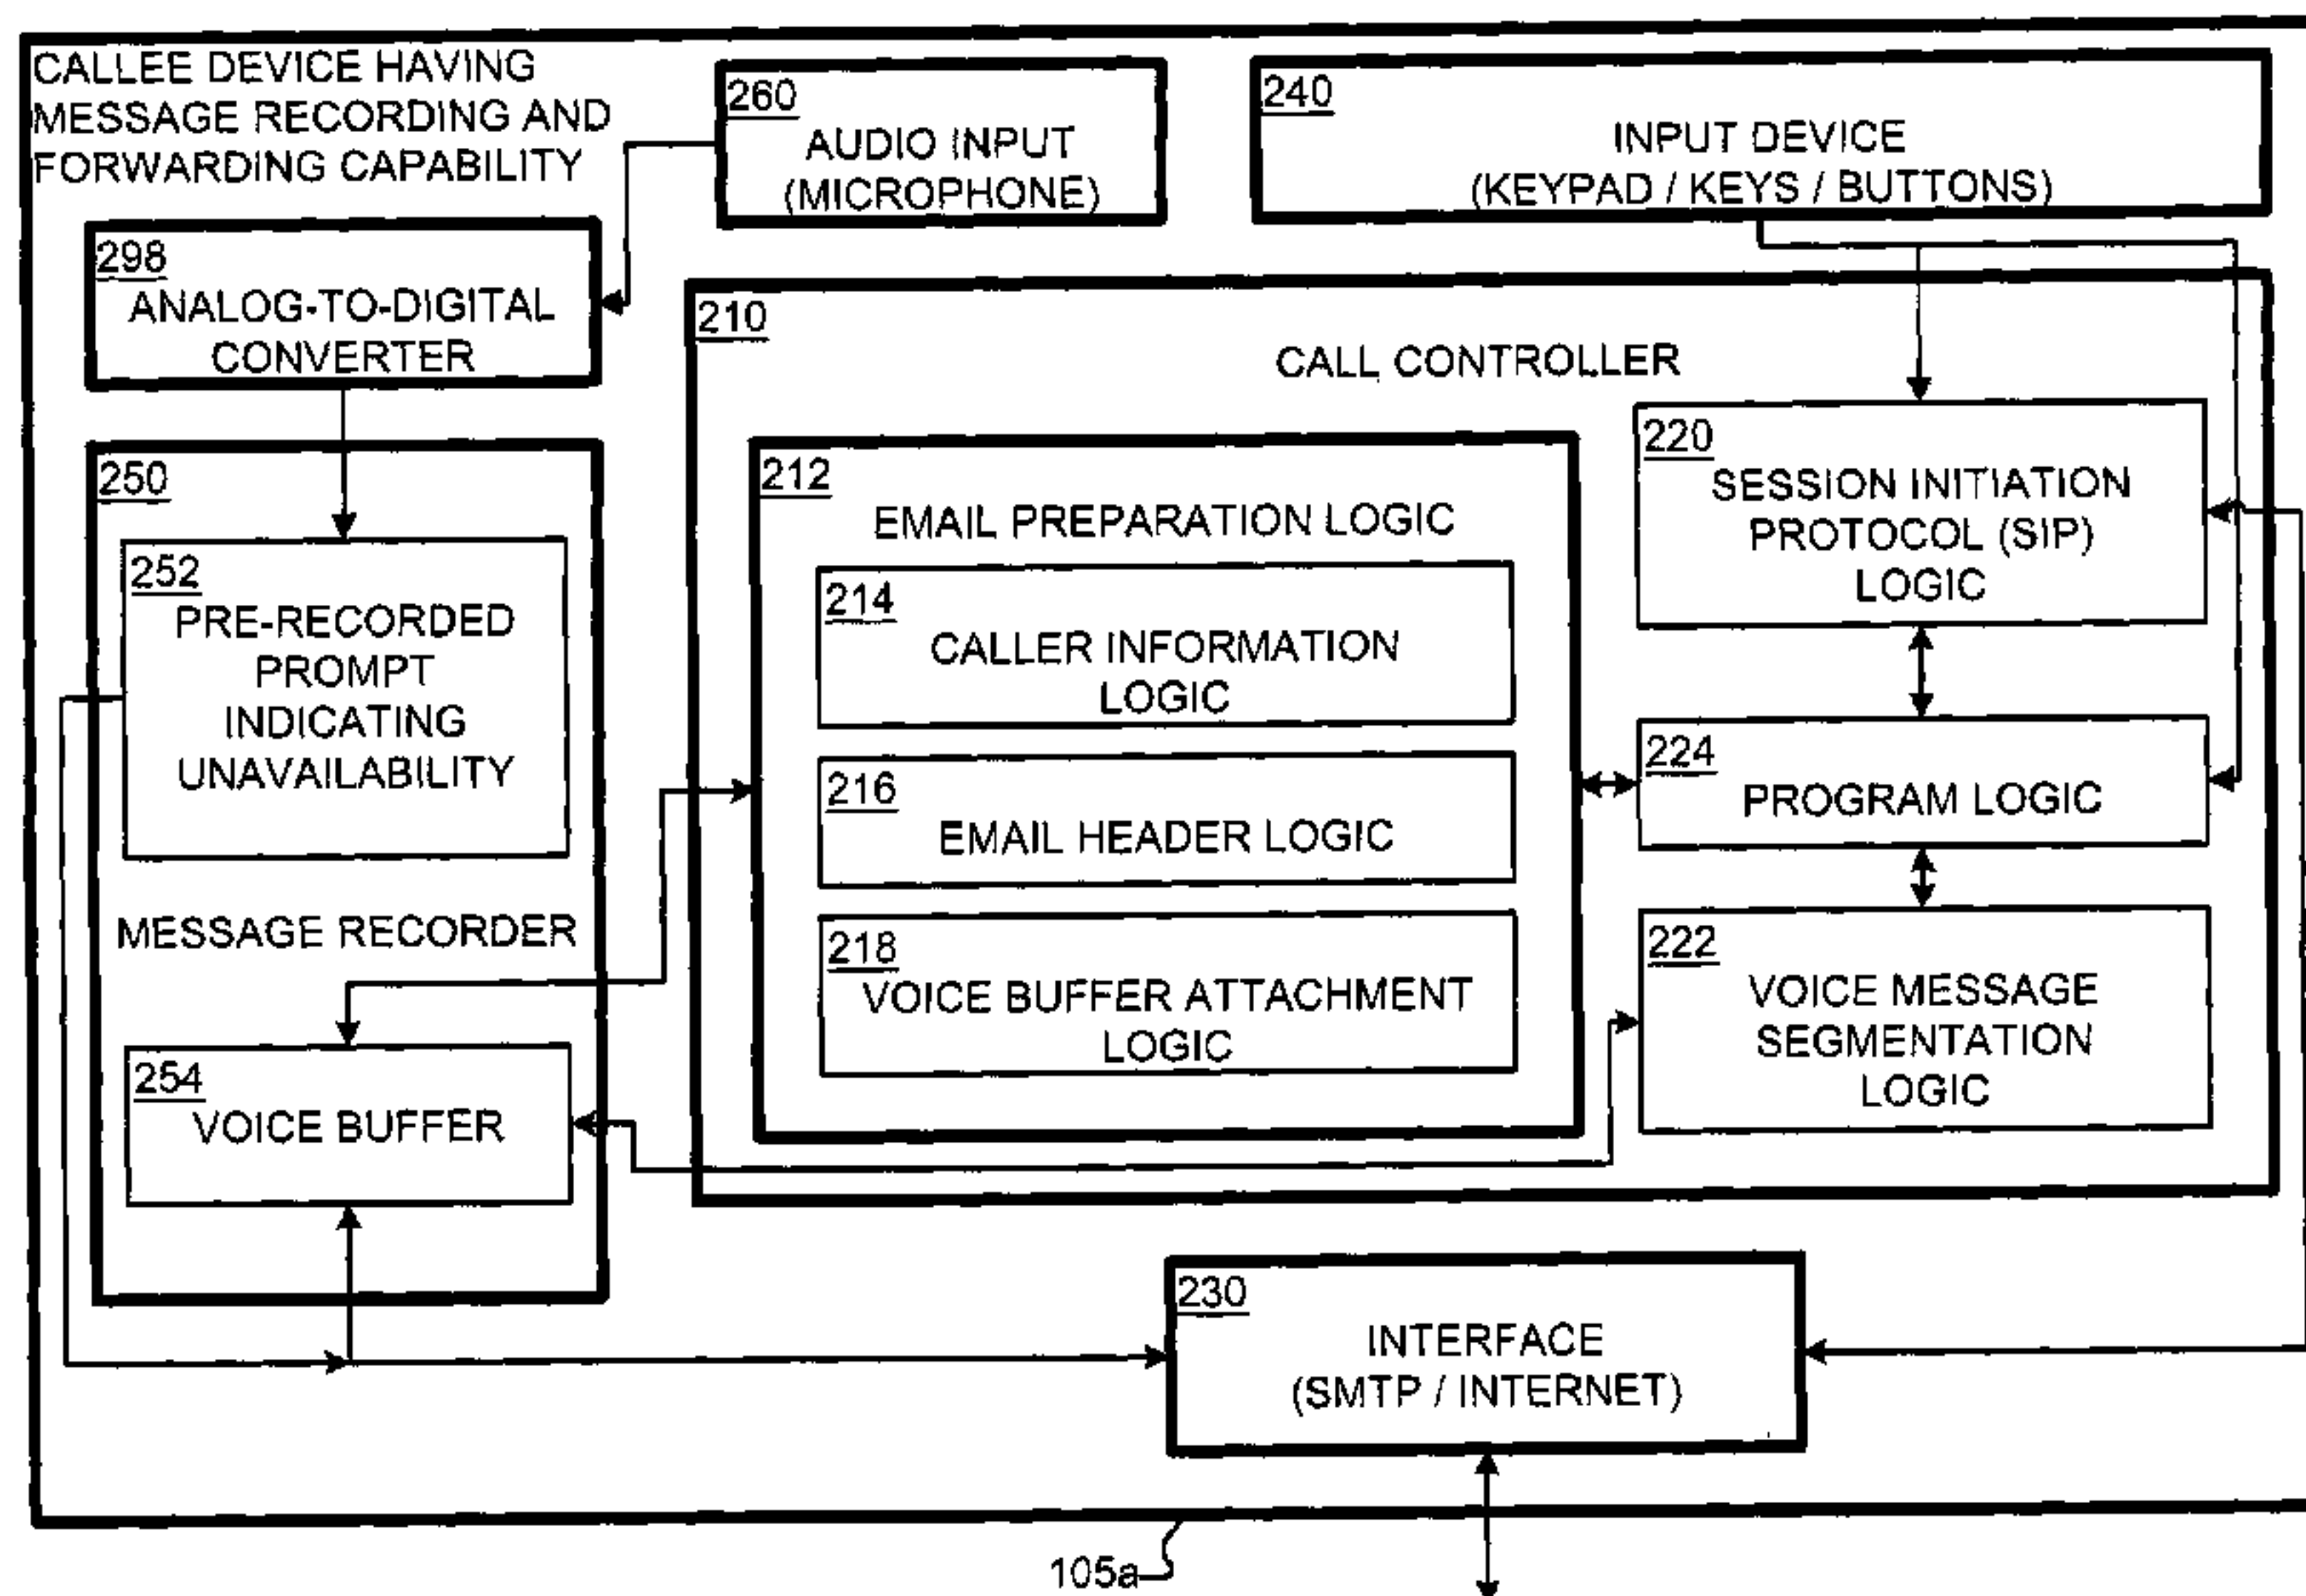 CALLEE DEVICE HAVING
MESSAGE RECORDING AND
FORWARDING CAPABILITY
260
AUDIO INPUT
(MICROPHONE)
240
INPUT DEVICE
(KEYPAD / KEYS / BUTTONS)
298
ANALOG-TO-DIGITAL
CONVERTER
210
CALL CONTROLLER
250
252
PRE-RECORDED
PROMPT
INDICATING
UNAVAILABILITY
MESSAGE RECORDER
254
VOICE BUFFER
212
EMAIL PREPARATION LOGIC
214
CALLER INFORMATION
LOGIC
216
EMAIL HEADER LOGIC
218
VOICE BUFFER ATTACHMENT
LOGIC
220
SESSION INITIATION
PROTOCOL (SIP)
LOGIC
224
PROGRAM LOGIC
222
VOICE MESSAGE
SEGMENTATION
LOGIC
230
INTERFACE
(SMTP / INTERNET)
105a